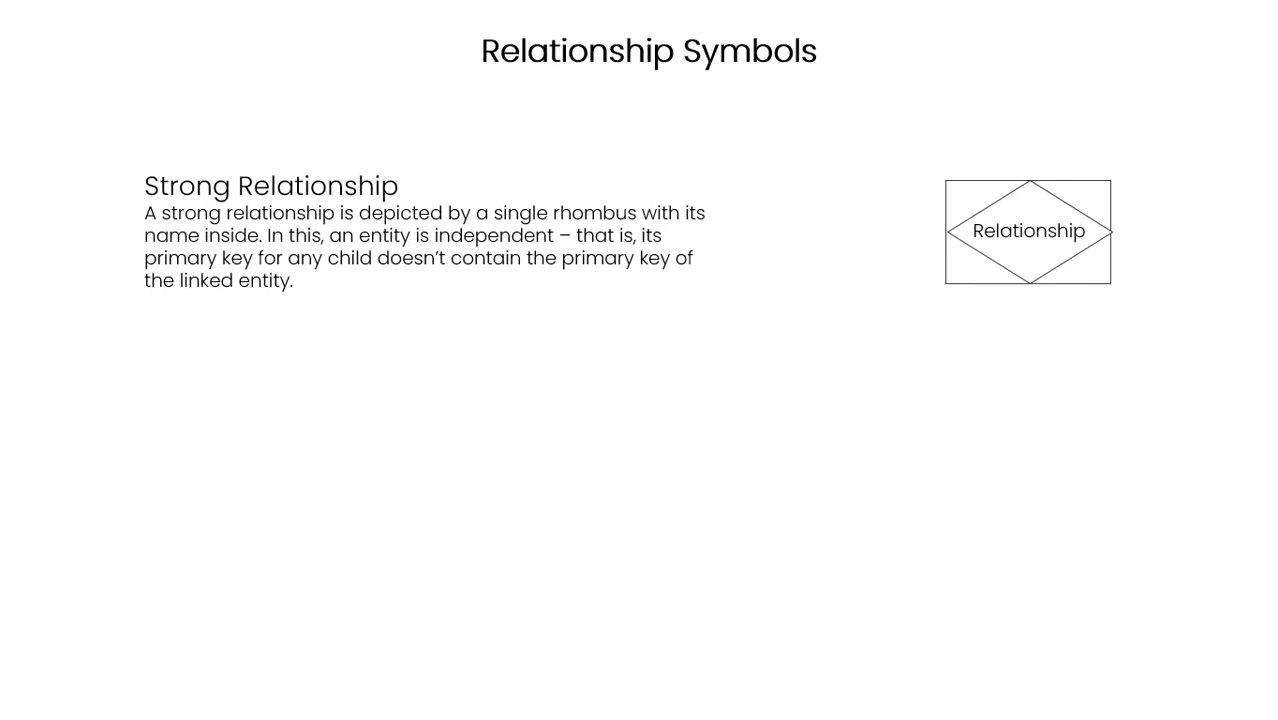 Relationship Symbols
Strong Relationship
A strong relationship is depicted by a single rhombus with its
name inside. In this, an entity is independent – that is, its
primary key for any child doesn’t contain the primary key of
the linked entity.
Relationship